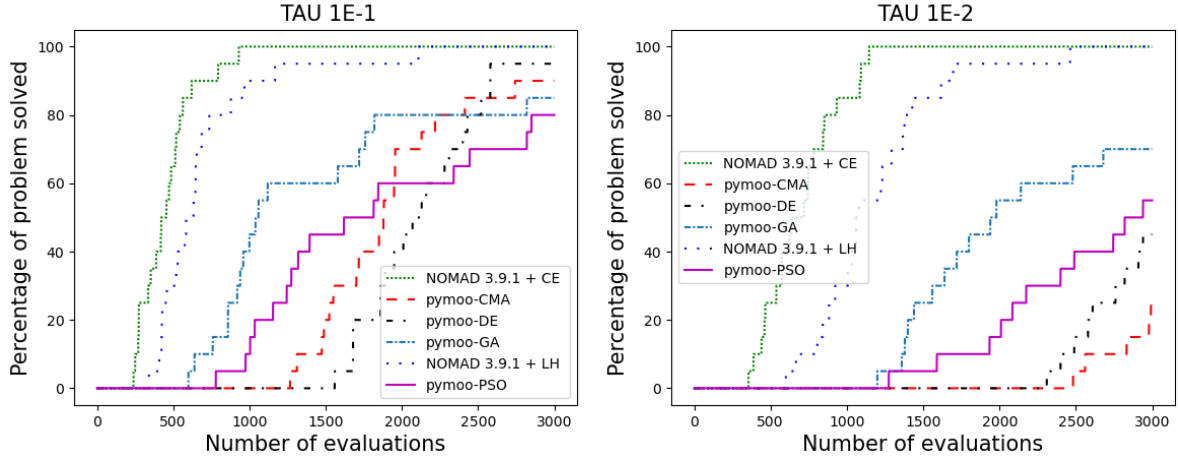 TAU 1E-1
Percentage of problem solved
100
80
60
40
20
0
NOMAD 3.9.1 + CE
pymoo-CMA
pymoo-DE
pymoo-GA
NOMAD 3.9.1 + LH
pymoo-PSO
0 500 1000 1500 2000 2500 3000
Number of evaluations
TAU 1E-2
Percentage of problem solved
100
80
60
40
20
0
NOMAD 3.9.1 + CE
pymoo-CMA
pymoo-DE
pymoo-GA
NOMAD 3.9.1 + LH
pymoo-PSO
0 500 1000 1500 2000 2500 3000
Number of evaluations